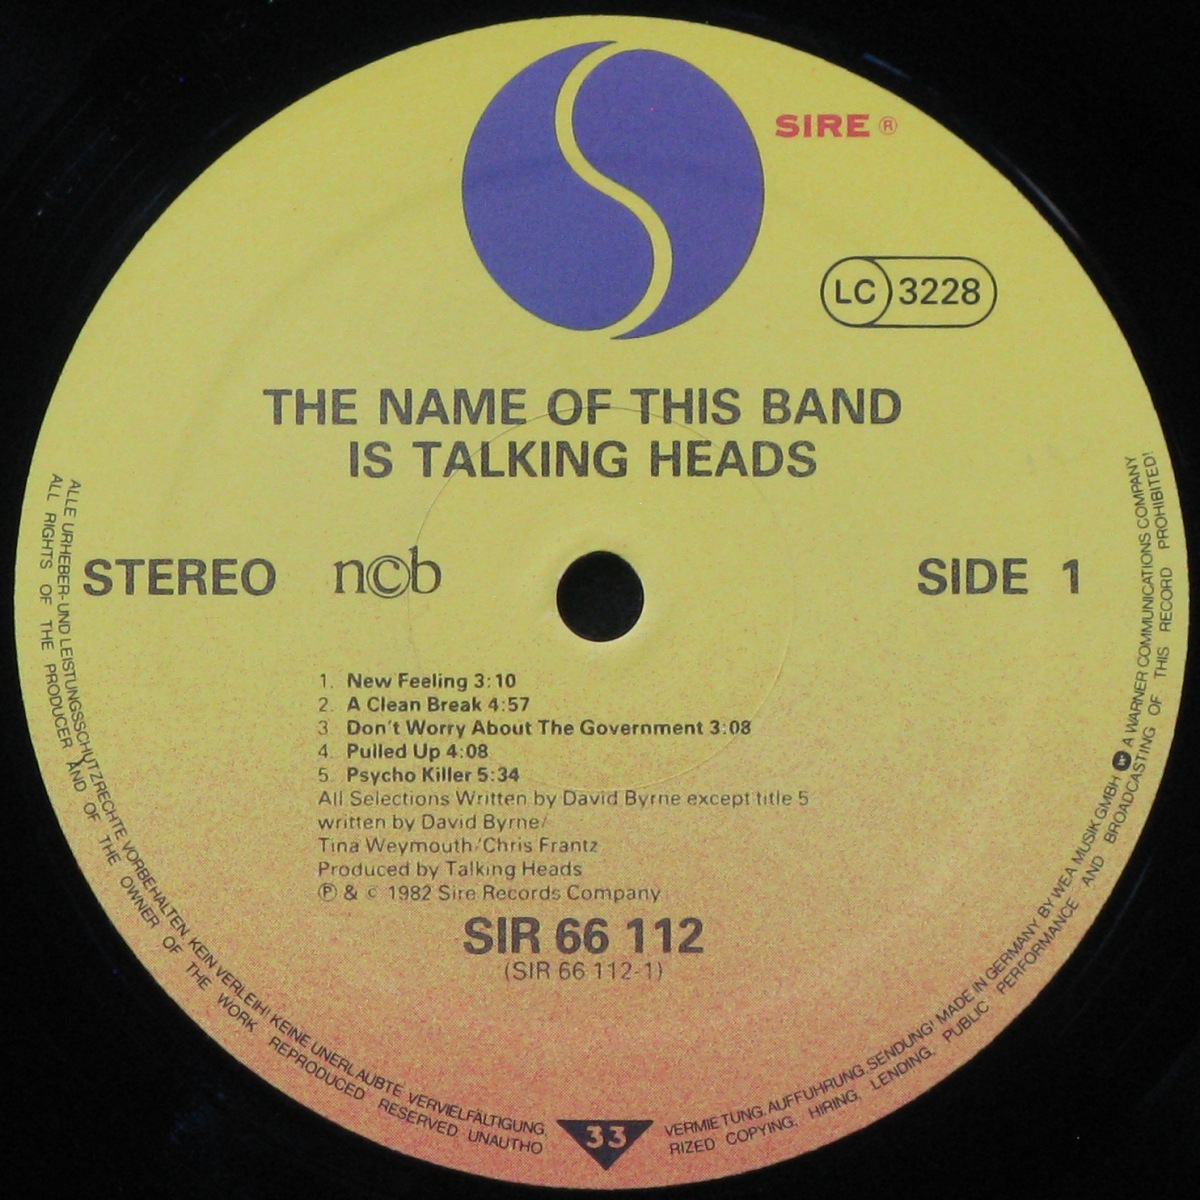 SIRE ®
LC 3228
THE NAME OF THIS BAND
IS TALKING HEADS
STEREO n©b SIDE 1
1. New Feeling 3:10
2. A Clean Break 4:57
3. Don't Worry About The Government 3:08
4. Pulled Up 4:08
5. Psycho Killer 5:34
All Selections Written by David Byrne except title 5
written by David Byrne/
Tina Weymouth/Chris Frantz
Produced by Talking Heads
℗ & © 1982 Sire Records Company
SIR 66 112
(SIR 66 112-1)
33
ALLE URHEBER- UND LEISTUNGSSCHUTZRECHTE VORBEHALTEN. KEIN VERLEIH! KEINE UNERLAUBTE VERVIELFÄLTIGUNG, VERMIETUNG, AUFFÜHRUNG, SENDUNG! MADE IN GERMANY BY WEA MUSIK GMBH A WARNER COMMUNICATIONS COMPANY
ALL RIGHTS OF THE PRODUCER AND OF THE OWNER OF THE WORK REPRODUCED RESERVED UNAUTHORIZED COPYING, HIRING, LENDING, PUBLIC PERFORMANCE AND BROADCASTING OF THIS RECORD PROHIBITED!